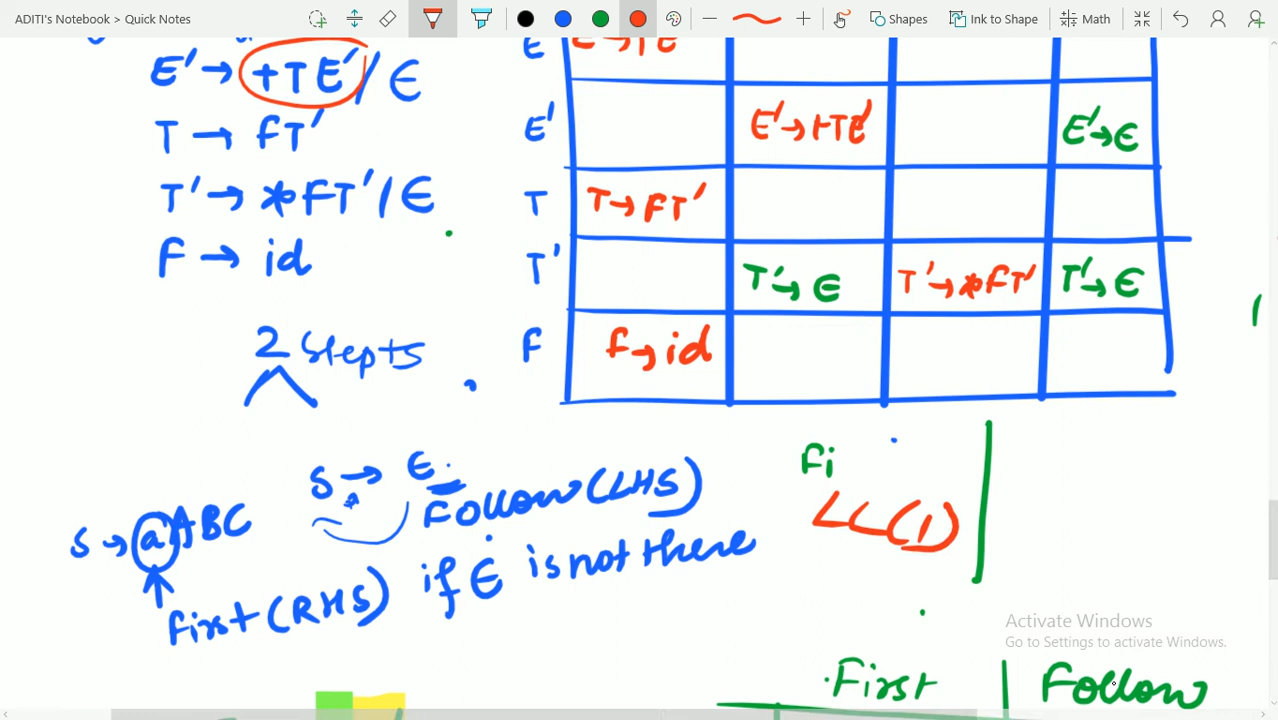 ADITI's Notebook > Quick Notes
Shapes
Ink to Shape
Math
E
E' → +TE' / ε
E' E'→+TE' E'→ε
T → FT'
T T→FT'
T' → *FT' / ε
T' T'→ε T'→*FT' T'→ε
F → id
F F→id
2 Stepts
S → ε
Follow(LHS)
Fi
LL(1)
S → aABC
First(RHS) if ε is not there
Activate Windows
Go to Settings to activate Windows.
First Follow